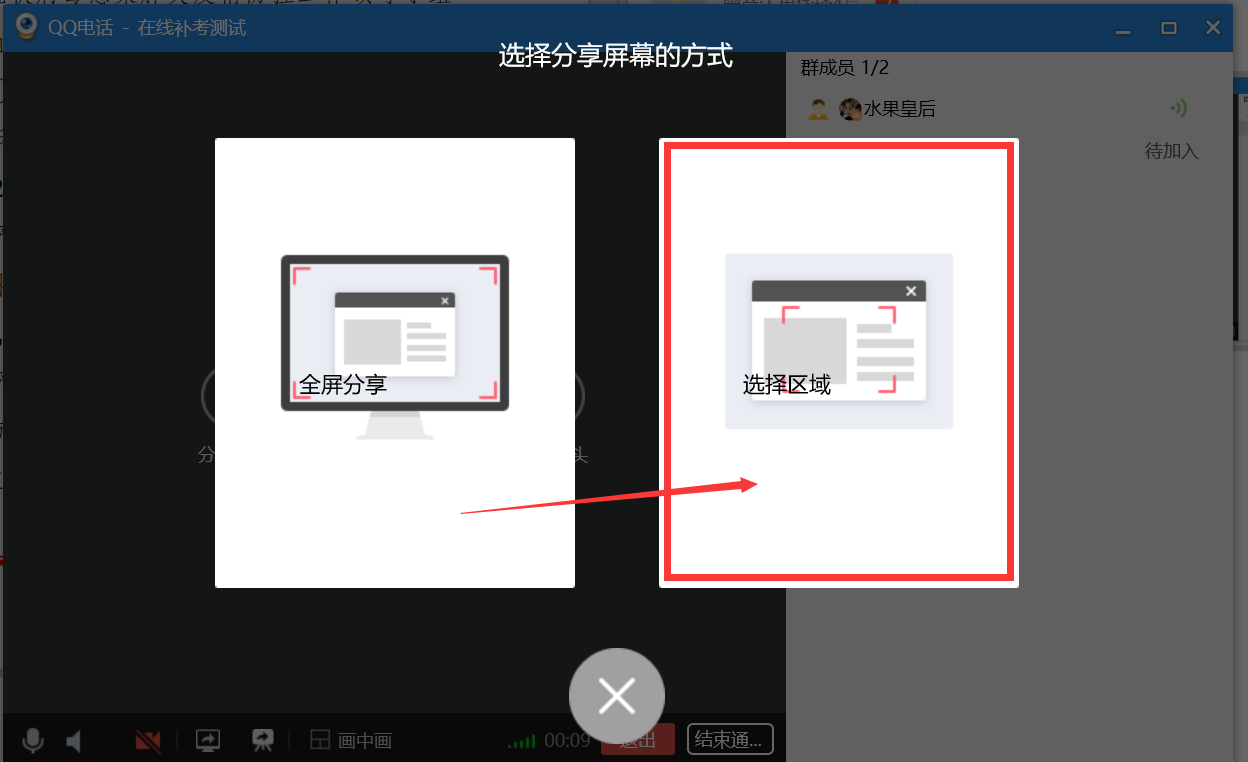 QQ电话 - 在线补考测试
选择分享屏幕的方式
群成员 1/2
水果皇后
待加入
全屏分享
选择区域
分
头
画中画
00:09
退出
结束通...